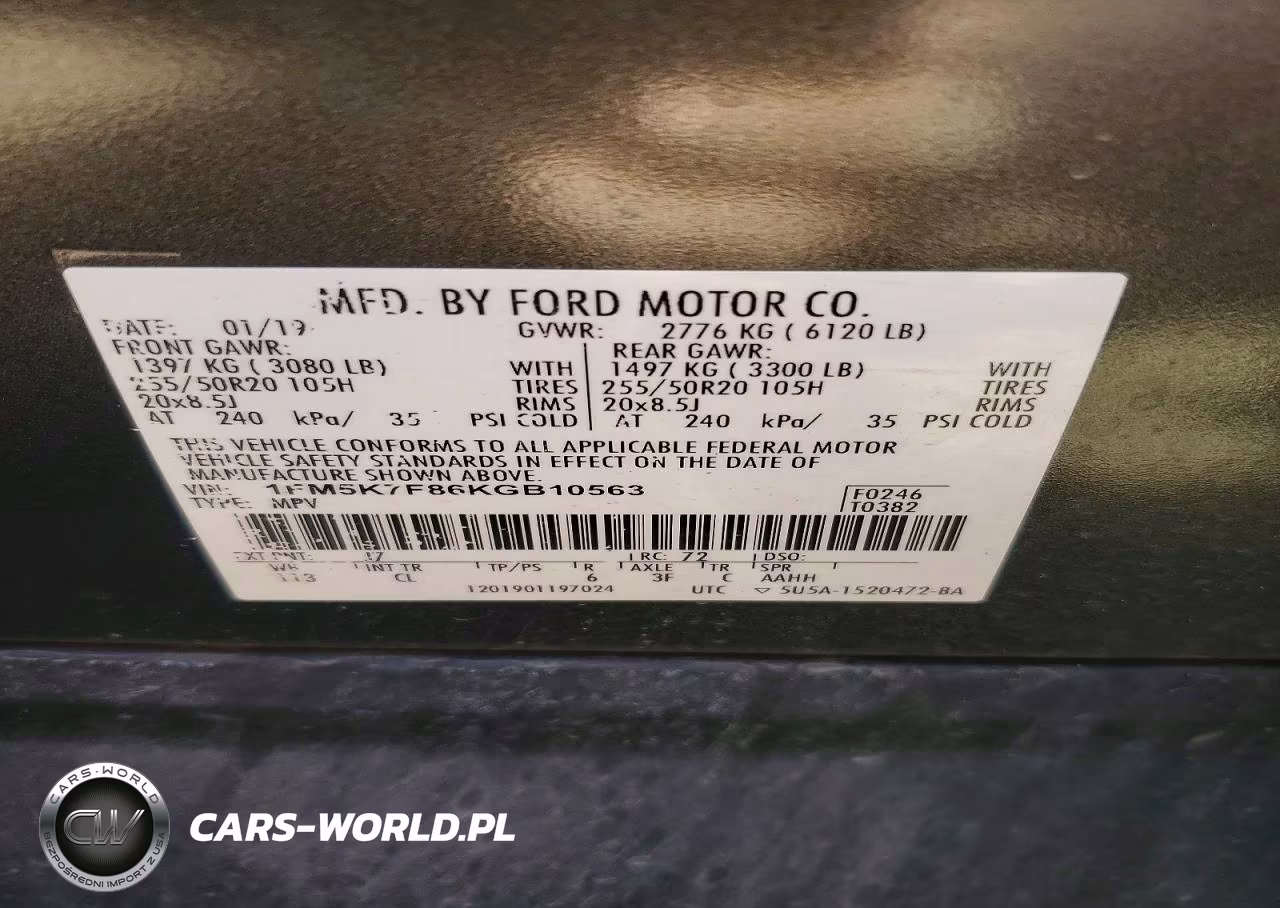 MFD. BY FORD MOTOR CO.
DATE: 01/19 GVWR: 2776 KG ( 6120 LB)
FRONT GAWR: REAR GAWR:
1397 KG ( 3080 LB) WITH 1497 KG ( 3300 LB) WITH
255/50R20 105H TIRES 255/50R20 105H TIRES
20x8.5J RIMS 20x8.5J RIMS
AT 240 kPa/ 35 PSI COLD AT 240 kPa/ 35 PSI COLD
THIS VEHICLE CONFORMS TO ALL APPLICABLE FEDERAL MOTOR
VEHICLE SAFETY STANDARDS IN EFFECT ON THE DATE OF
MANUFACTURE SHOWN ABOVE.
VIN: 1FM5K7F86KGB10563 F0246
TYPE: MPV T0382
EXT PNT: J7 RC: 72 DSO:
WB INT TR TP/PS R AXLE TR SPR
113 CL 6 3F C AAHH
1201901197024 UTC ▽ 5U5A-1520472-BA
CARS-WORLD
CW
BEZPOŚREDNI IMPORT Z USA
CARS-WORLD.PL